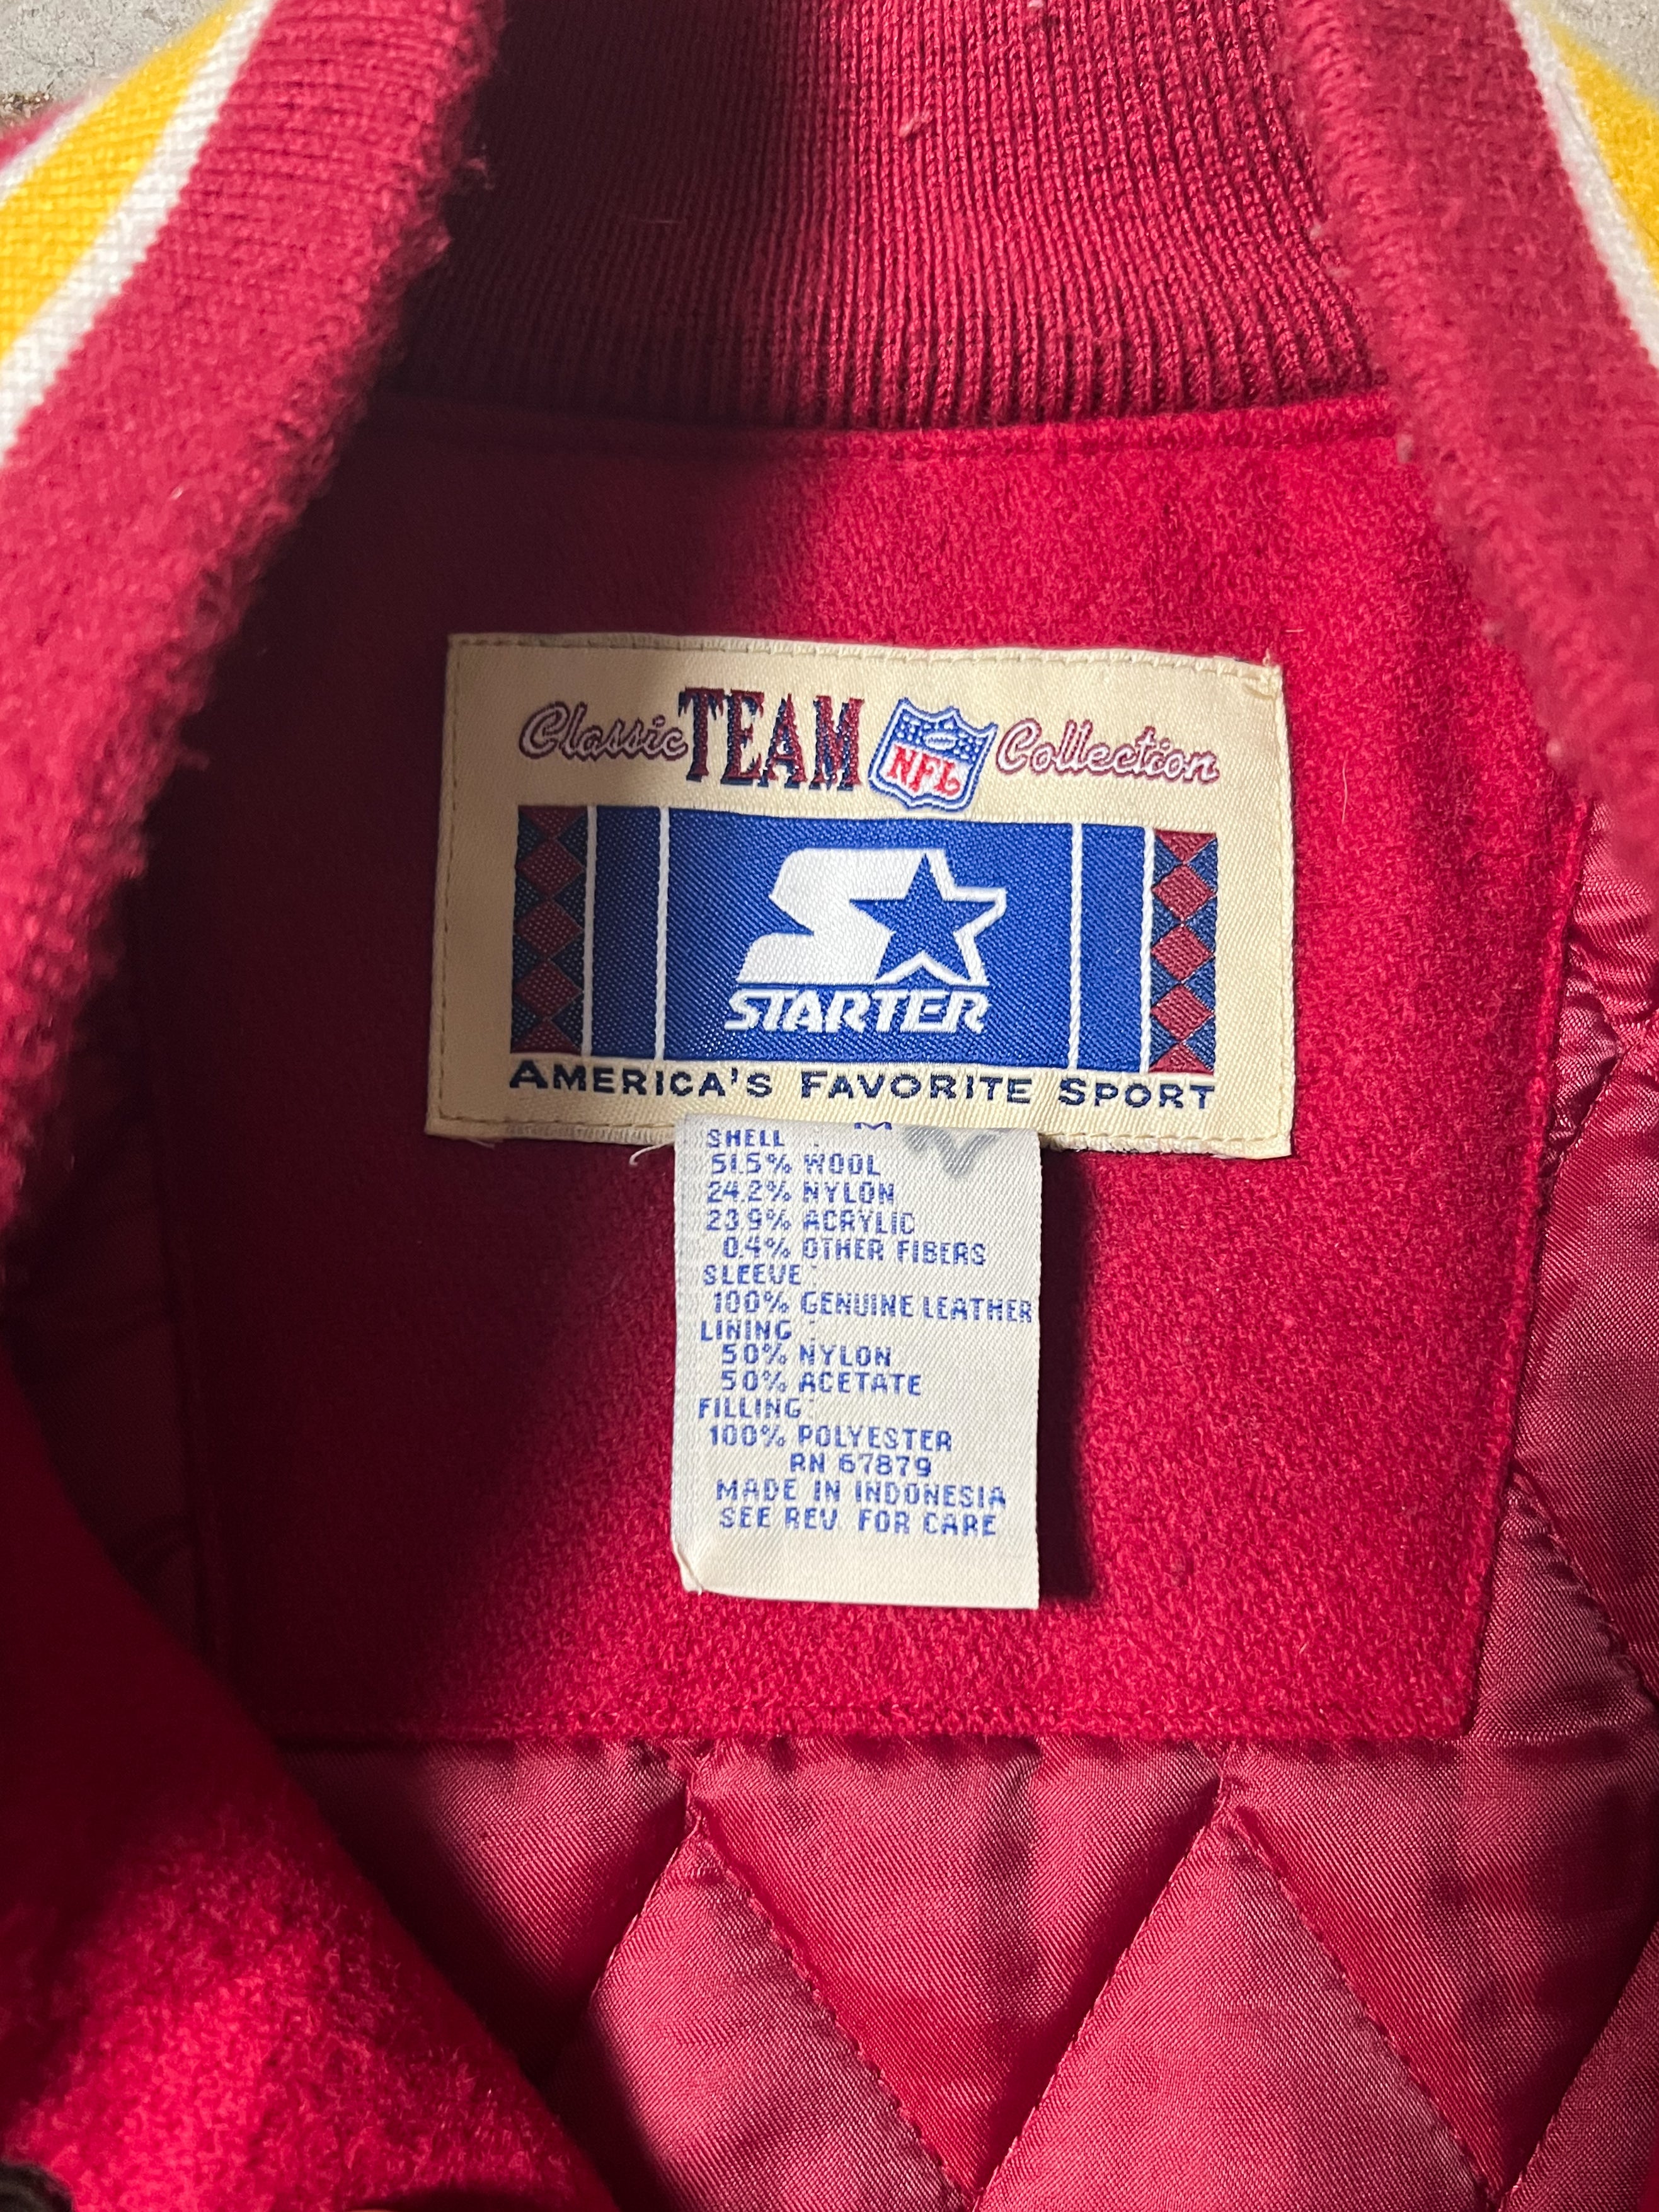 Classic TEAM NFL Collection
STARTER
AMERICA'S FAVORITE SPORT
M
SHELL :
51.5% WOOL
24.2% NYLON
23.9% ACRYLIC
0.4% OTHER FIBERS
SLEEVE :
100% GENUINE LEATHER
LINING :
50% NYLON
50% ACETATE
FILLING :
100% POLYESTER
RN 67879
MADE IN INDONESIA
SEE REV. FOR CARE